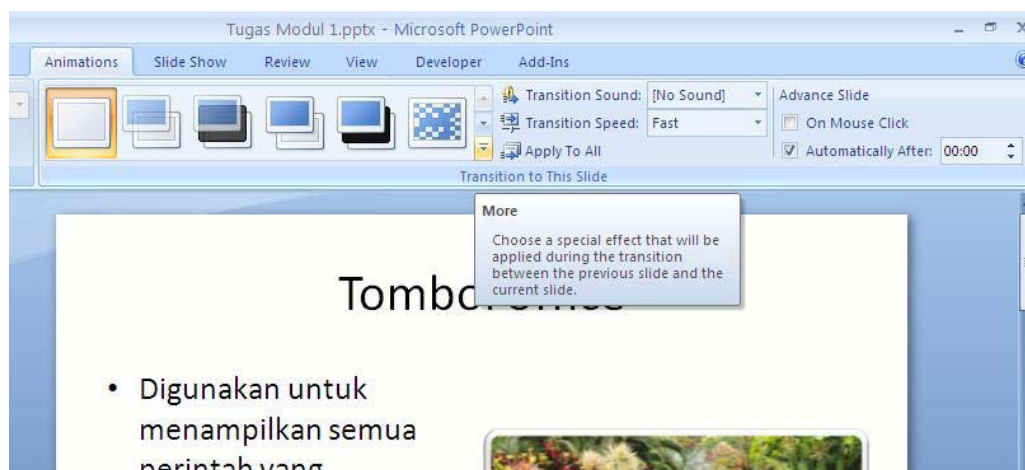 Tugas Modul 1.pptx - Microsoft PowerPoint
Animations Slide Show Review View Developer Add-Ins
Transition Sound: [No Sound] Advance Slide
Transition Speed: Fast On Mouse Click
Apply To All Automatically After: 00:00
Transition to This Slide
More
Choose a special effect that will be
applied during the transition
between the previous slide and the
current slide.
• Digunakan untuk
menampilkan semua
perintah yang